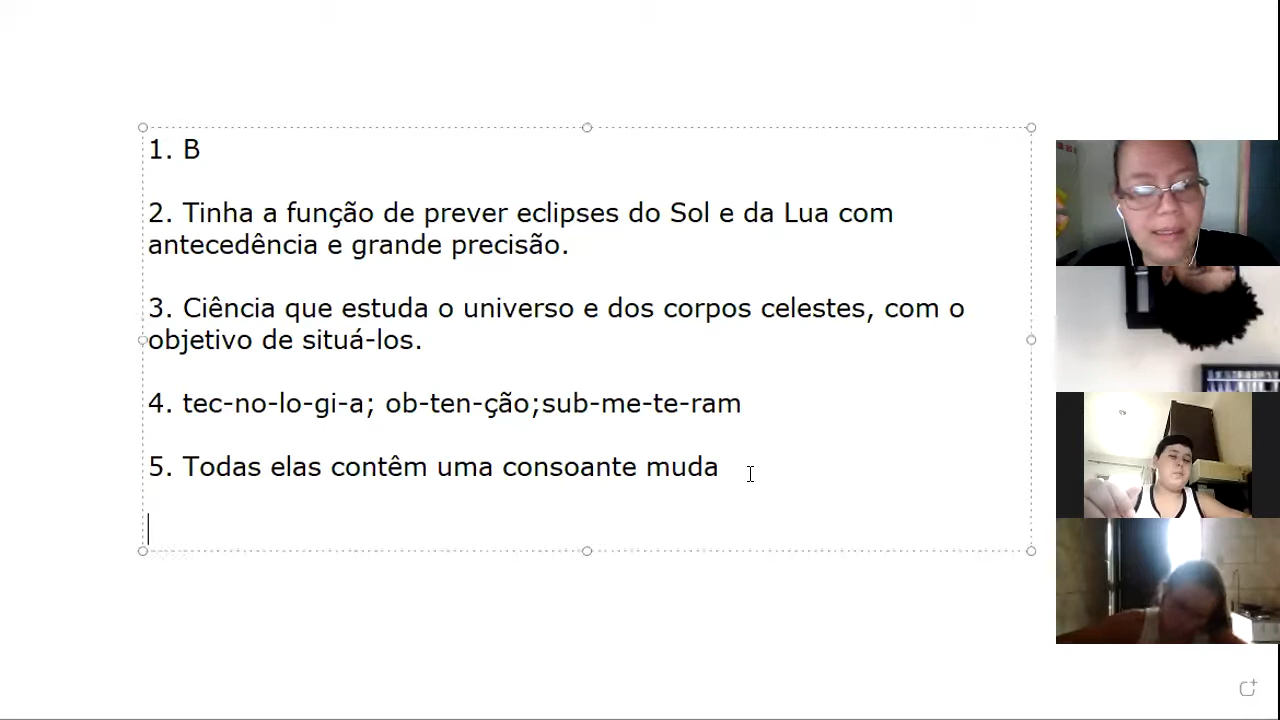 1. B
2. Tinha a função de prever eclipses do Sol e da Lua com
antecedência e grande precisão.
3. Ciência que estuda o universo e dos corpos celestes, com o
objetivo de situá-los.
4. tec-no-lo-gi-a; ob-ten-ção;sub-me-te-ram
5. Todas elas contêm uma consoante muda